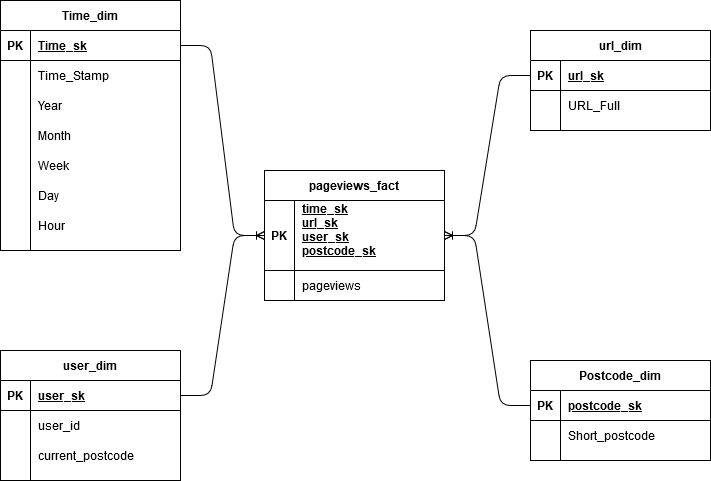 Time_dim
PK Time_sk
Time_Stamp
Year
Month
Week
Day
Hour
url_dim
PK url_sk
URL_Full
pageviews_fact
PK
time_sk
url_sk
user_sk
postcode_sk
pageviews
user_dim
PK user_sk
user_id
current_postcode
Postcode_dim
PK postcode_sk
Short_postcode